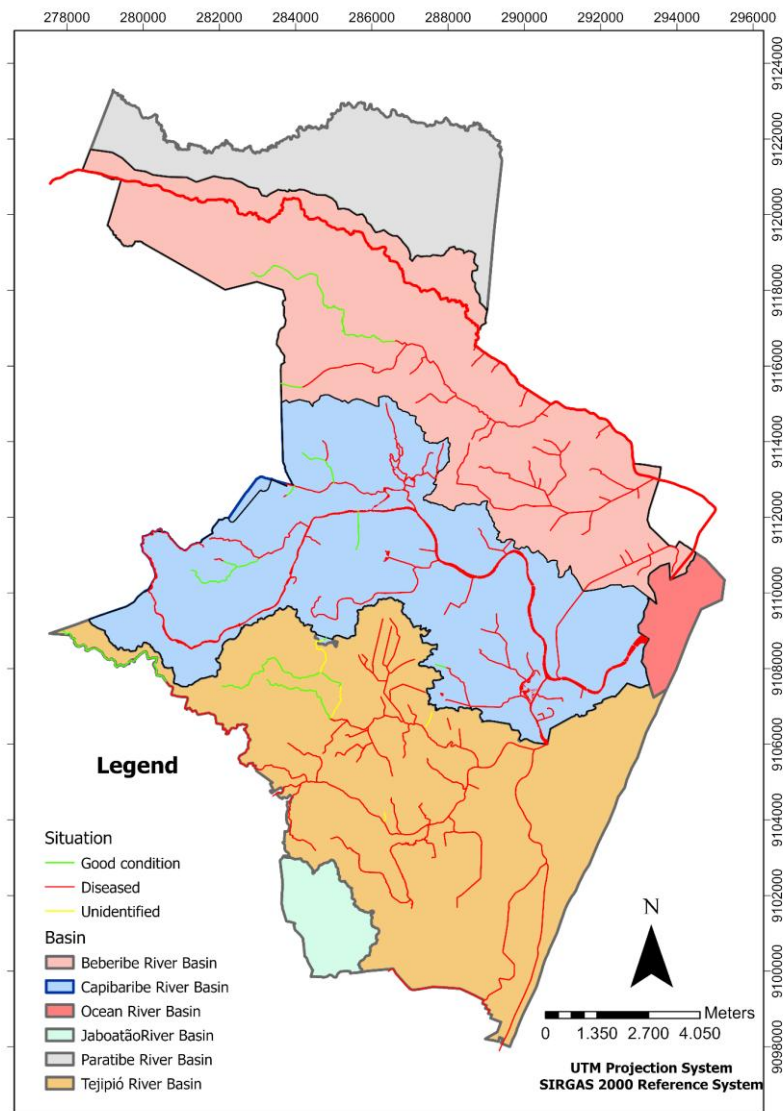 278000 280000 282000 284000 286000 288000 290000 292000 294000 296000
9124000
9122000
9120000
9118000
9116000
9114000
9112000
9110000
9108000
9106000
9104000
9102000
9100000
9098000
Legend
Situation
Good condition
Diseased
Unidentified
Basin
Beberibe River Basin
Capibaribe River Basin
Ocean River Basin
JaboatãoRiver Basin
Paratibe River Basin
Tejipió River Basin
N
Meters
0 1.350 2.700 4.050
UTM Projection System
SIRGAS 2000 Reference System